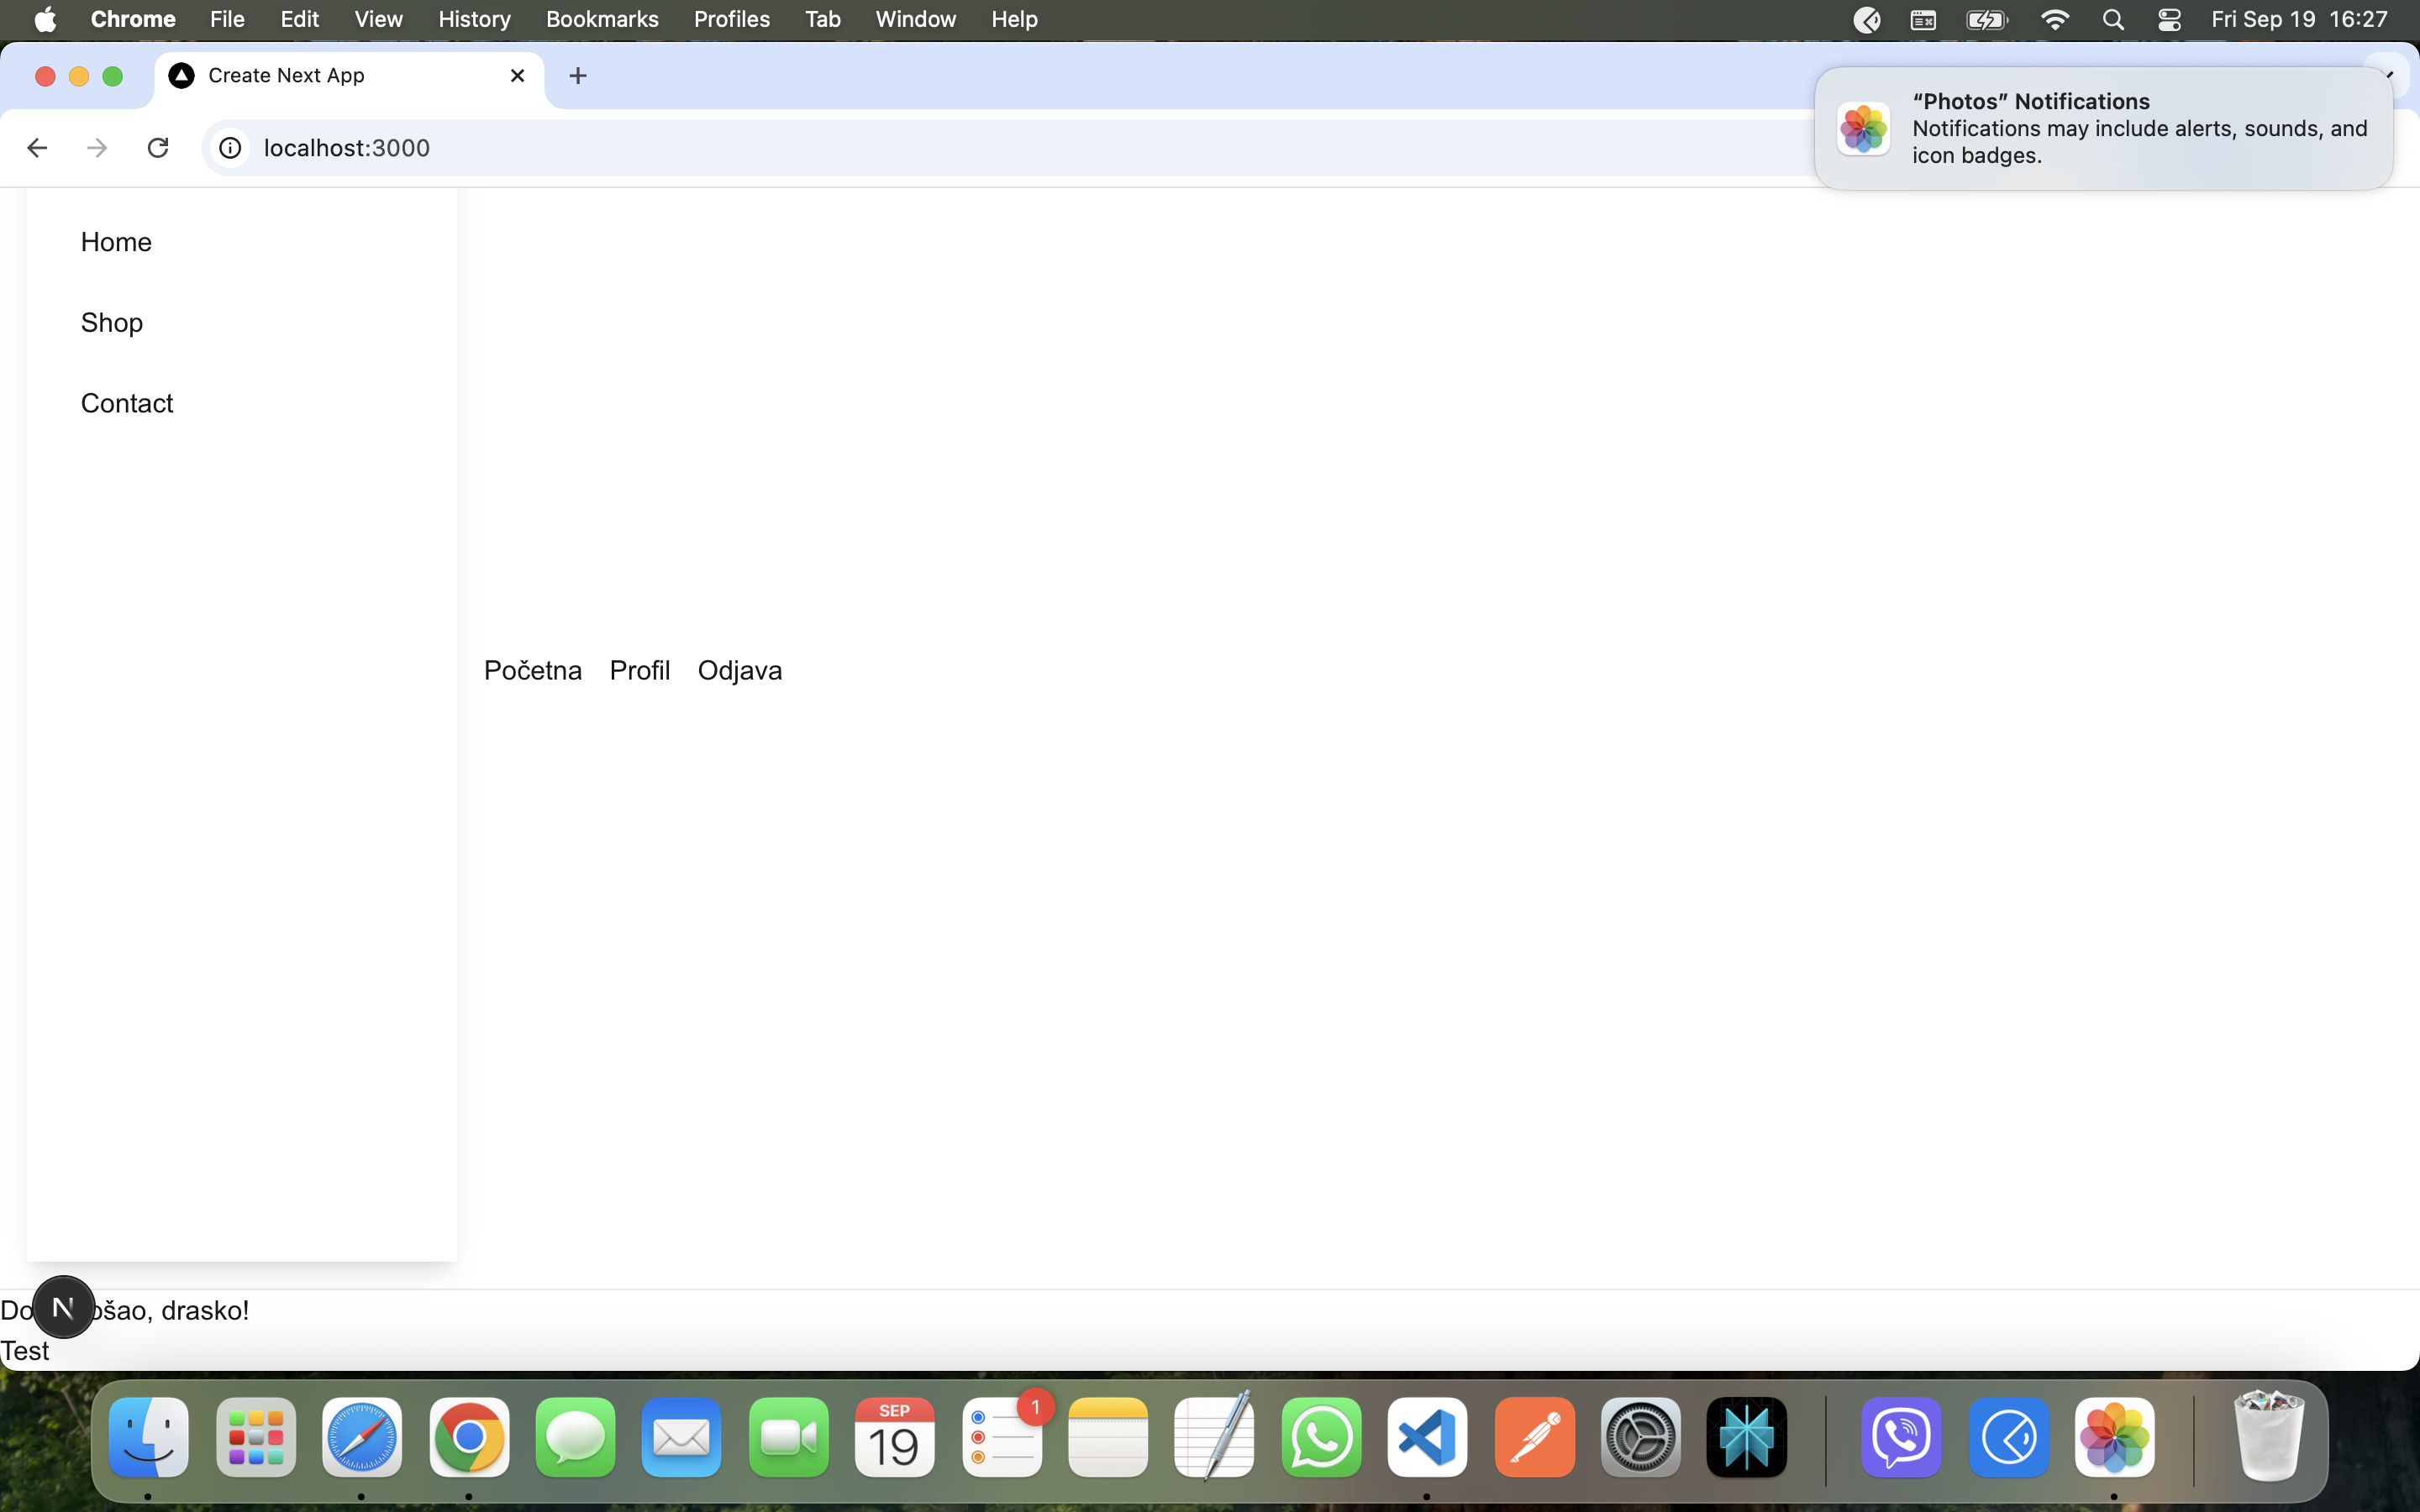 Chrome File Edit View History Bookmarks Profiles Tab Window Help Fri Sep 19 16:27
Create Next App
localhost:3000
“Photos” Notifications
Notifications may include alerts, sounds, and
icon badges.
Home
Shop
Contact
Početna Profil Odjava
Do ošao, drasko!
N
Test
SEP
19
1